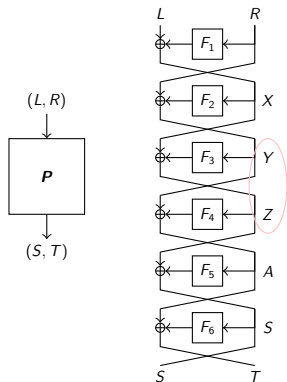 (L, R)
P
(S, T)
L R
F1
F2 X
F3 Y
F4 Z
F5 A
F6 S
S T